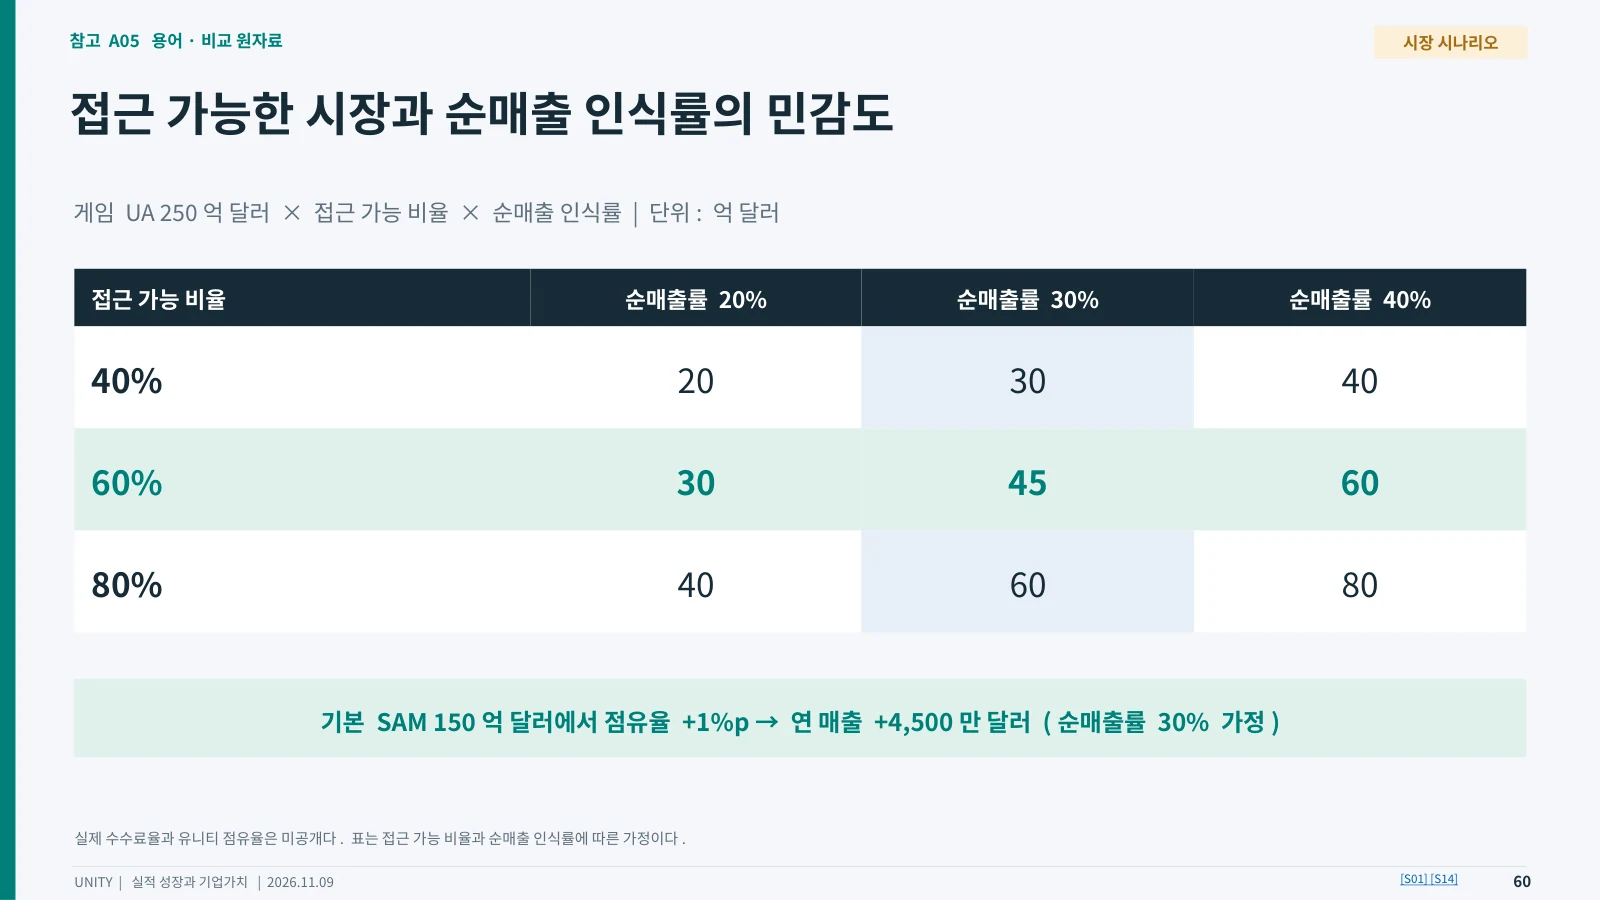 참고 A05 용어 · 비교 원자료
시장 시나리오
접근 가능한 시장과 순매출 인식률의 민감도
게임 UA 250 억 달러 × 접근 가능 비율 × 순매출 인식률 | 단위 : 억 달러
접근 가능 비율 순매출률 20% 순매출률 30% 순매출률 40%
40% 20 30 40
60% 30 45 60
80% 40 60 80
기본 SAM 150 억 달러에서 점유율 +1%p → 연 매출 +4,500 만 달러 ( 순매출률 30% 가정 )
실제 수수료율과 유니티 점유율은 미공개다 . 표는 접근 가능 비율과 순매출 인식률에 따른 가정이다 .
UNITY | 실적 성장과 기업가치 | 2026.11.09
[S01] [S14]
60